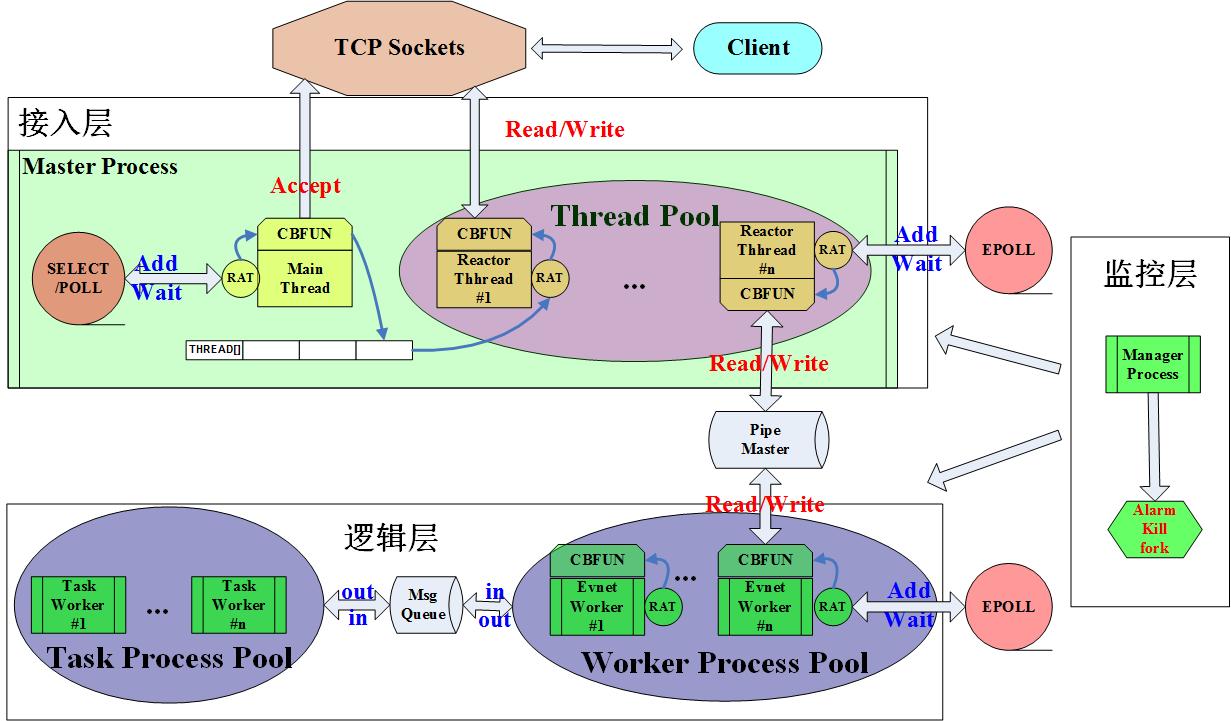 TCP Sockets
Client
接入层
Read/Write
Master Process
Accept
Thread Pool
SELECT
/POLL
Add
Wait
RAT
CBFUN
Main
Thread
CBFUN
Reactor
Thhread
#1
RAT
...
Reactor
Thhread
#n
CBFUN
RAT
Add
Wait
EPOLL
THREAD[]
Read/Write
监控层
Manager
Process
Alarm
Kill
fork
Pipe
Master
Read/Write
逻辑层
Task
Worker
#1
...
Task
Worker
#n
Task Process Pool
out
in
Msg
Queue
in
out
CBFUN
Evnet
Worker
#1
RAT
...
CBFUN
Evnet
Worker
#n
RAT
Worker Process Pool
Add
Wait
EPOLL